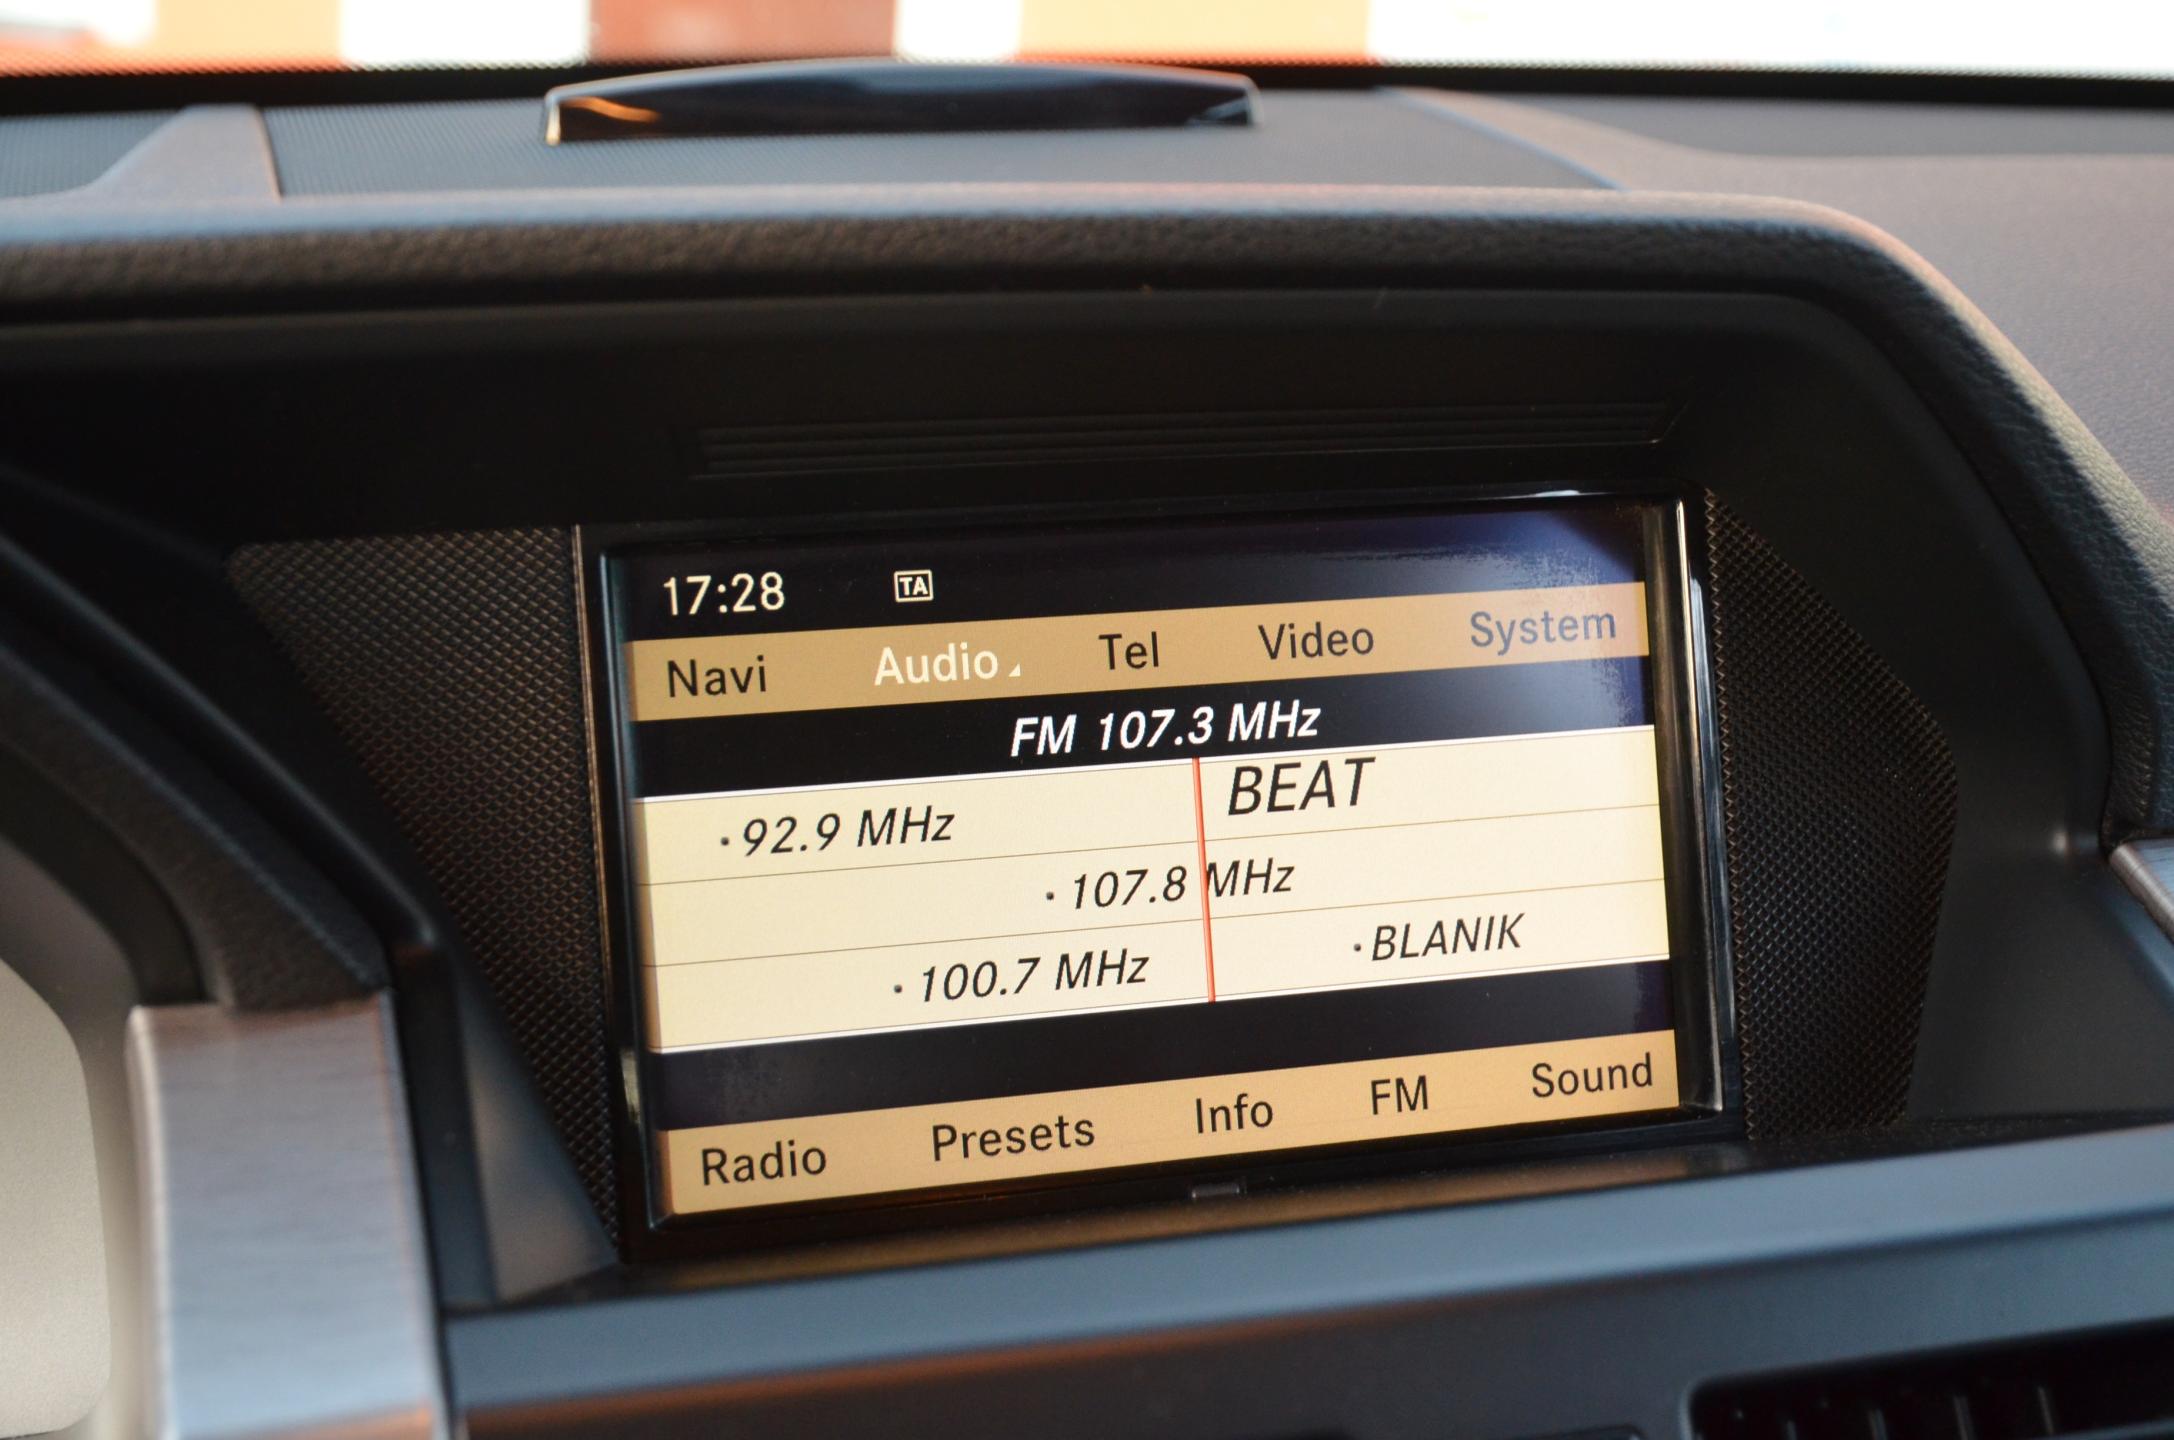 17:28 TA
Navi Audio Tel Video System
FM 107.3 MHz
BEAT
·92.9 MHz
·107.8 MHz
·100.7 MHz ·BLANIK
Radio Presets Info FM Sound